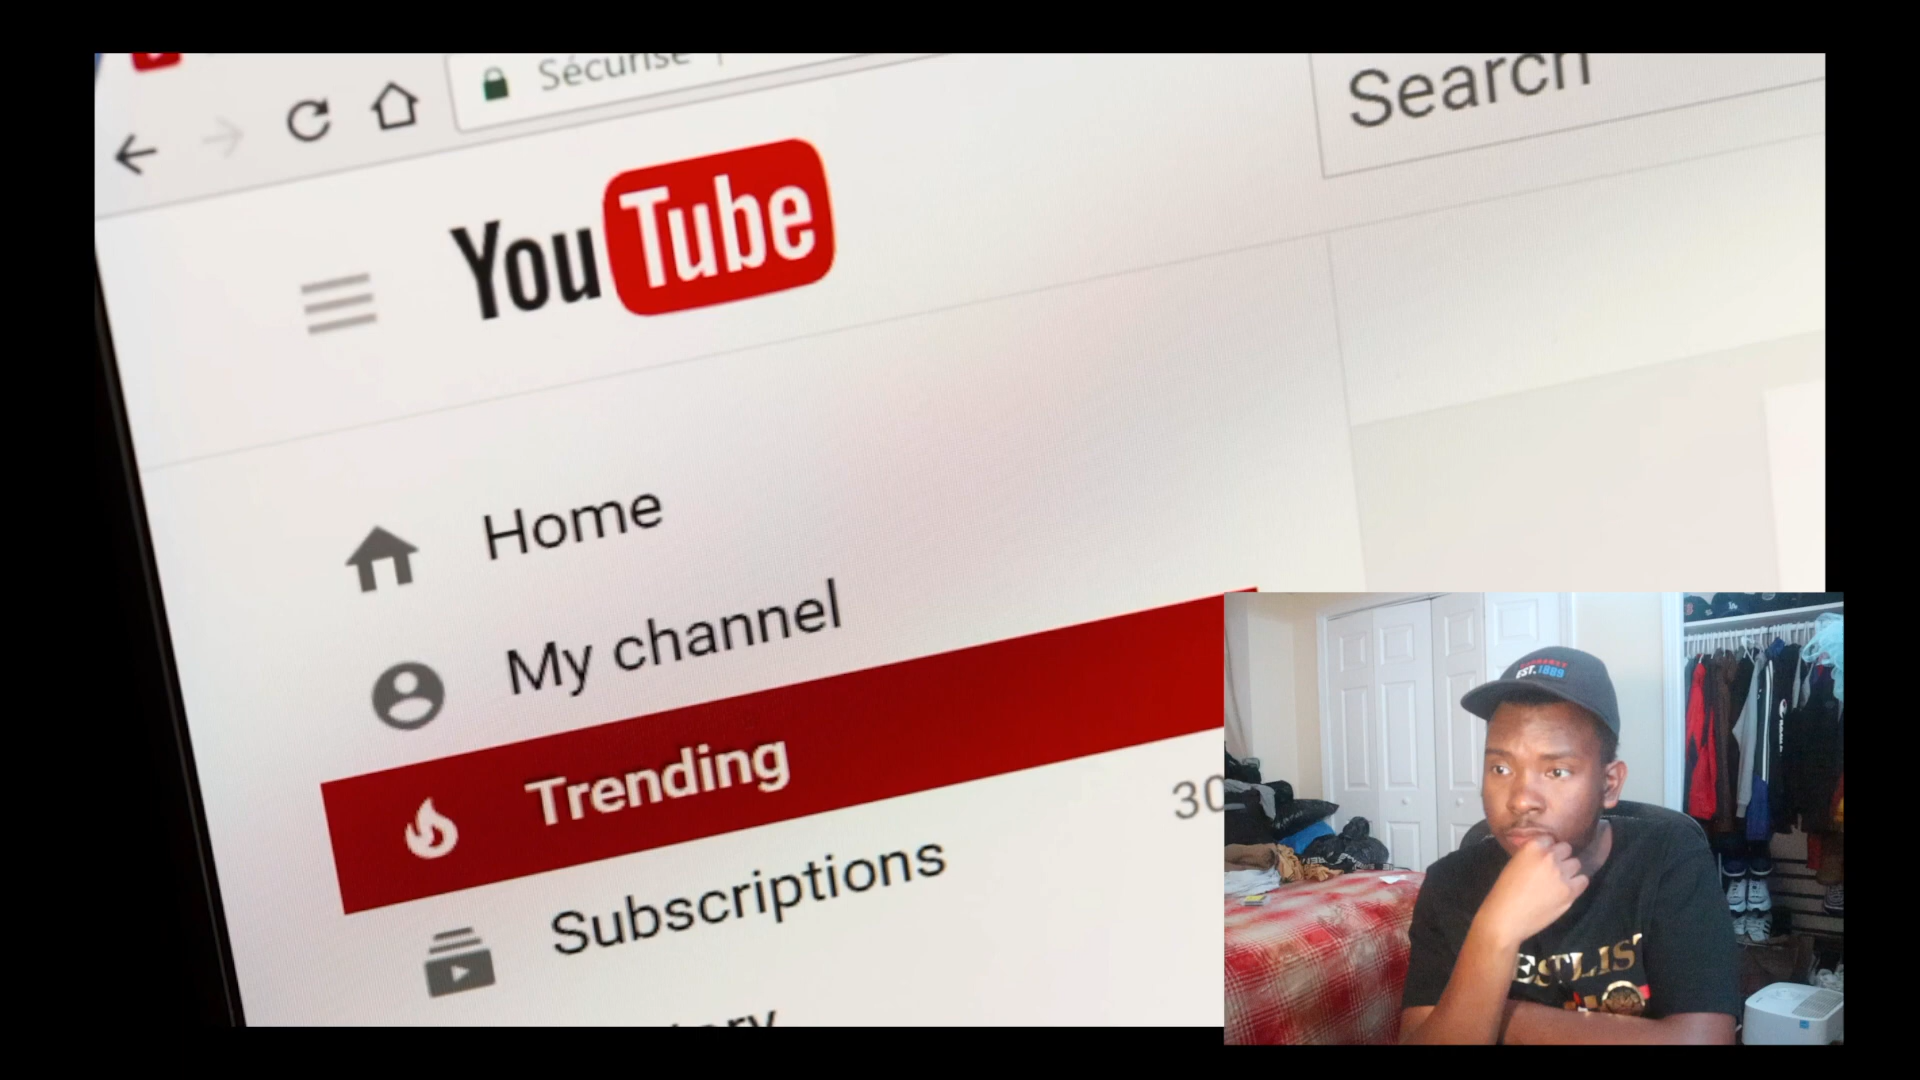 Sécurisé
Search
YouTube
Home
My channel
Trending
30
Subscriptions
EST.1889